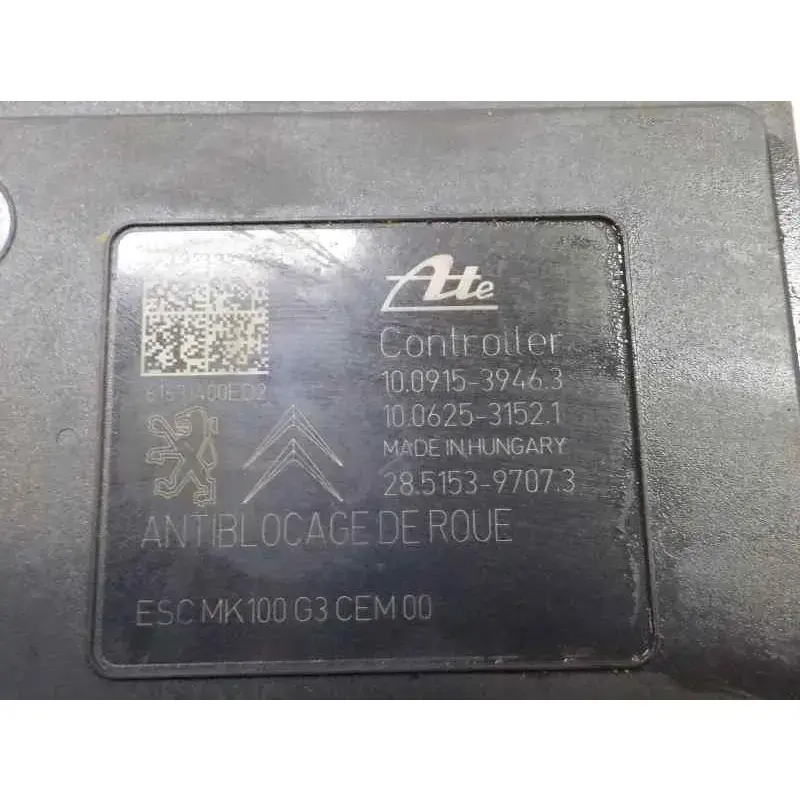 Ate
Controller
10.0915-3946.3
10.0625-3152.1
MADE IN HUNGARY
28.5153-9707.3
ANTIBLOCAGE DE ROUE
ESC MK100 G3 CEM 00